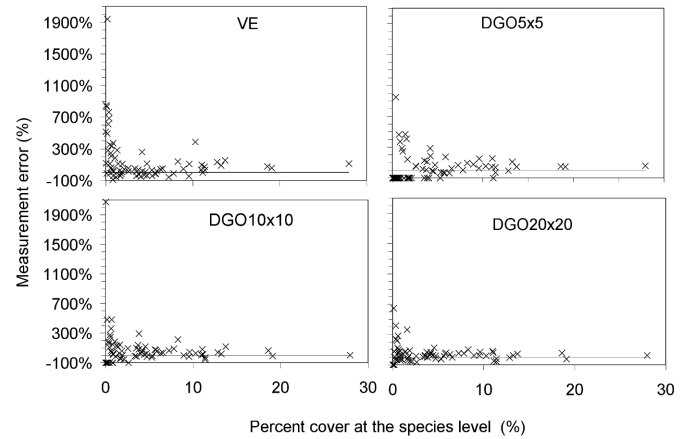 VE
DGO5x5
1900%
1500%
1100%
700%
300%
-100%
DGO10x10
DGO20x20
1900%
1500%
1100%
700%
300%
-100%
0 10 20 30
0 10 20 30
Measurement error (%)
Percent cover at the species level (%)